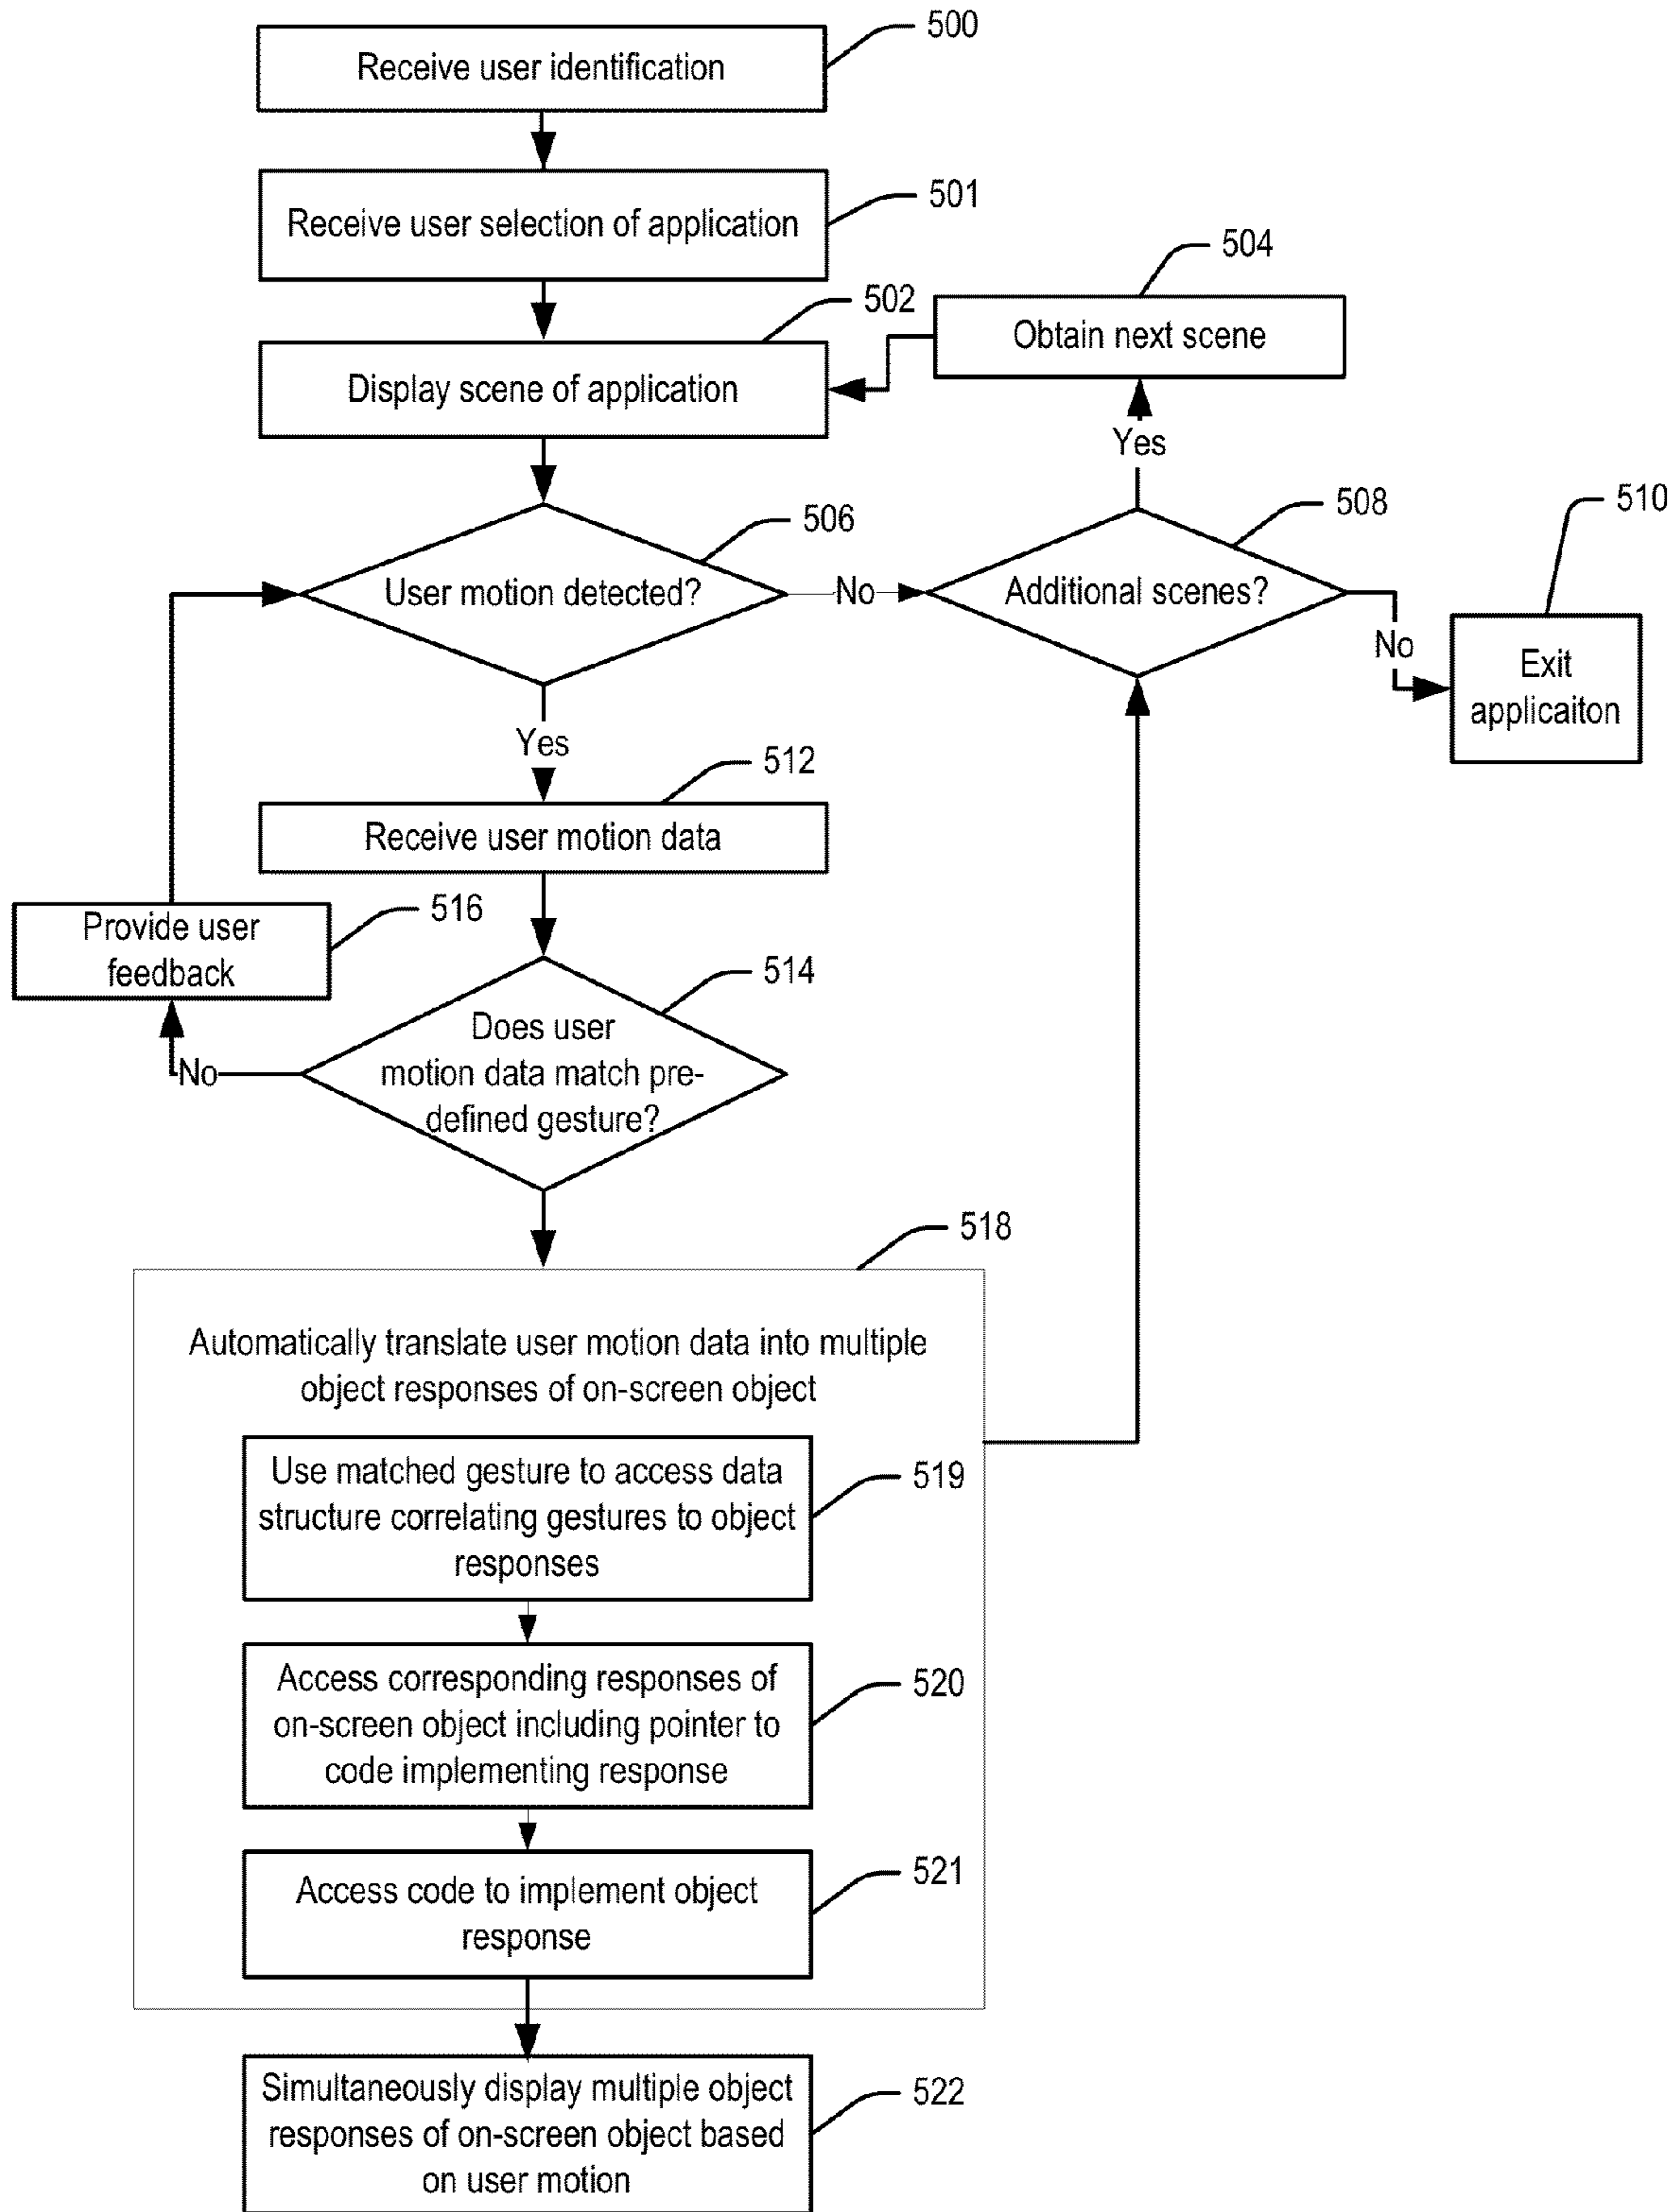 500
Receive user identification
501
Receive user selection of application
504
502
Obtain next scene
Display scene of application
Yes
510
508
506
User motion detected?
No
Additional scenes?
No
Exit
applicaiton
Yes
512
Receive user motion data
516
Provide user
feedback
514
Does user
motion data match pre-
defined gesture?
No
518
Automatically translate user motion data into multiple
object responses of on-screen object
Use matched gesture to access data
structure correlating gestures to object
responses
519
Access corresponding responses of
on-screen object including pointer to
code implementing response
520
Access code to implement object
response
521
Simultaneously display multiple object
responses of on-screen object based
on user motion
522